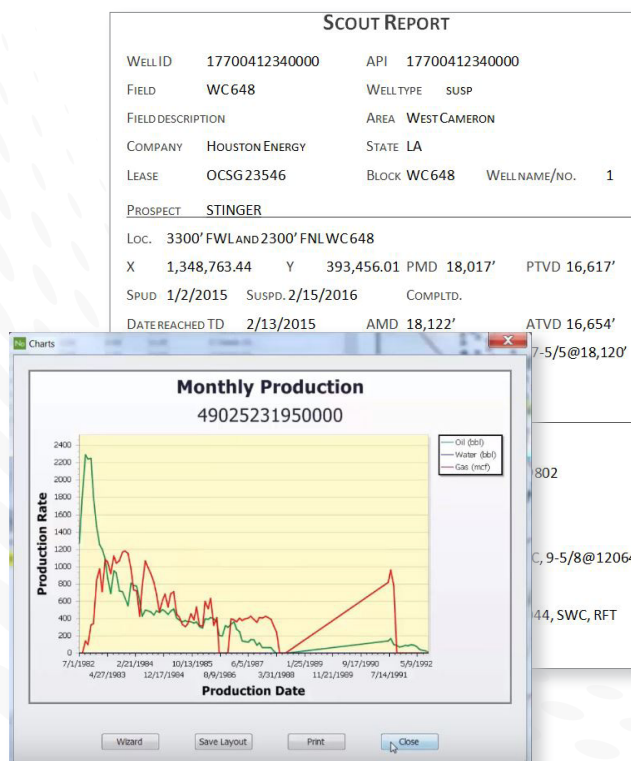 SCOUT REPORT
WELL ID 17700412340000 API 17700412340000
FIELD WC648 WELL TYPE SUSP
FIELD DESCRIPTION AREA WEST CAMERON
COMPANY HOUSTON ENERGY STATE LA
LEASE OCSG 23546 BLOCK WC648 WELL NAME/NO. 1
PROSPECT STINGER
LOC. 3300' FWL AND 2300' FNL WC 648
X 1,348,763.44 Y 393,456.01 PMD 18,017' PTVD 16,617'
SPUD 1/2/2015 SUSPD. 2/15/2016 COMPLTD.
DATE REACHED TD 2/13/2015 AMD 18,122' ATVD 16,654'
7-5/5@18,120'
802
C, 9-5/8@12064
44, SWC, RFT
No Charts
X
Monthly Production
49025231950000
Oil (bbl)
Water (bbl)
Gas (mcf)
Production Rate
2400
2200
2000
1800
1600
1400
1200
1000
800
600
400
200
0
7/1/1982 2/21/1984 10/13/1985 6/5/1987 1/25/1989 9/17/1990 5/9/1992
4/27/1983 12/17/1984 8/9/1986 3/31/1988 11/21/1989 7/14/1991
Production Date
Wizard Save Layout Print Close